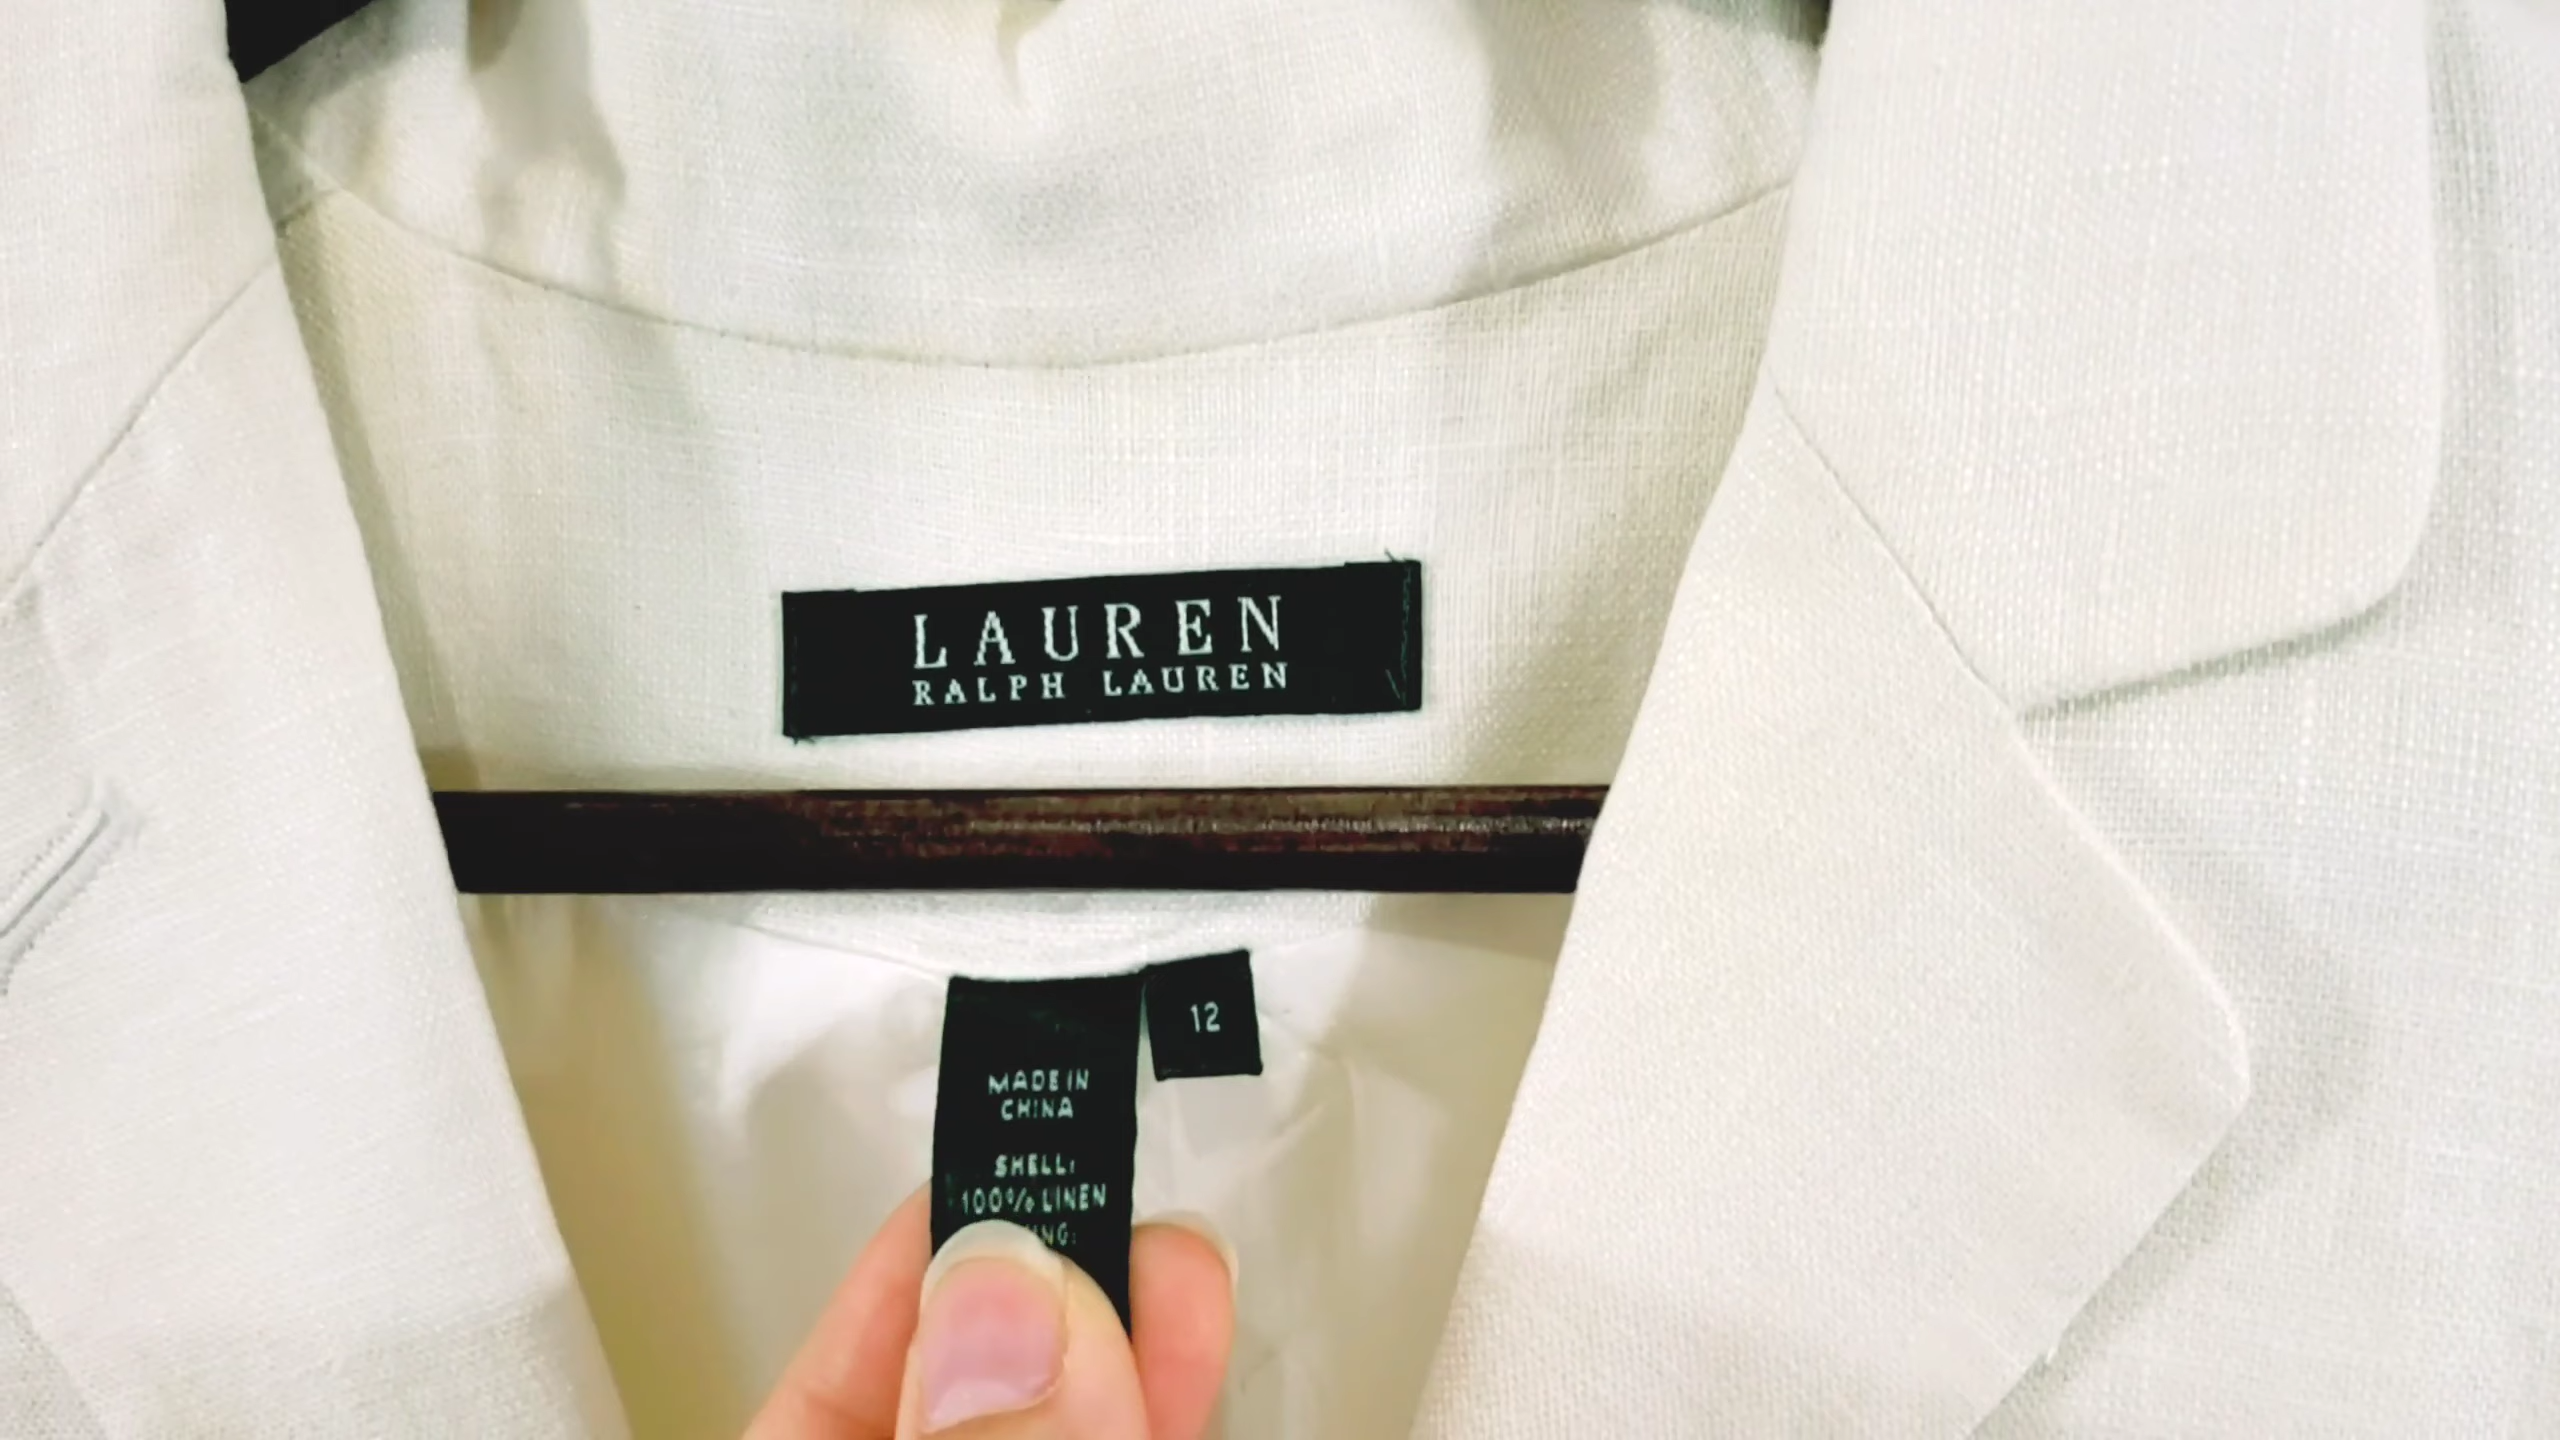 LAUREN
RALPH LAUREN
12
MADE IN
CHINA
SHELL:
100% LINEN